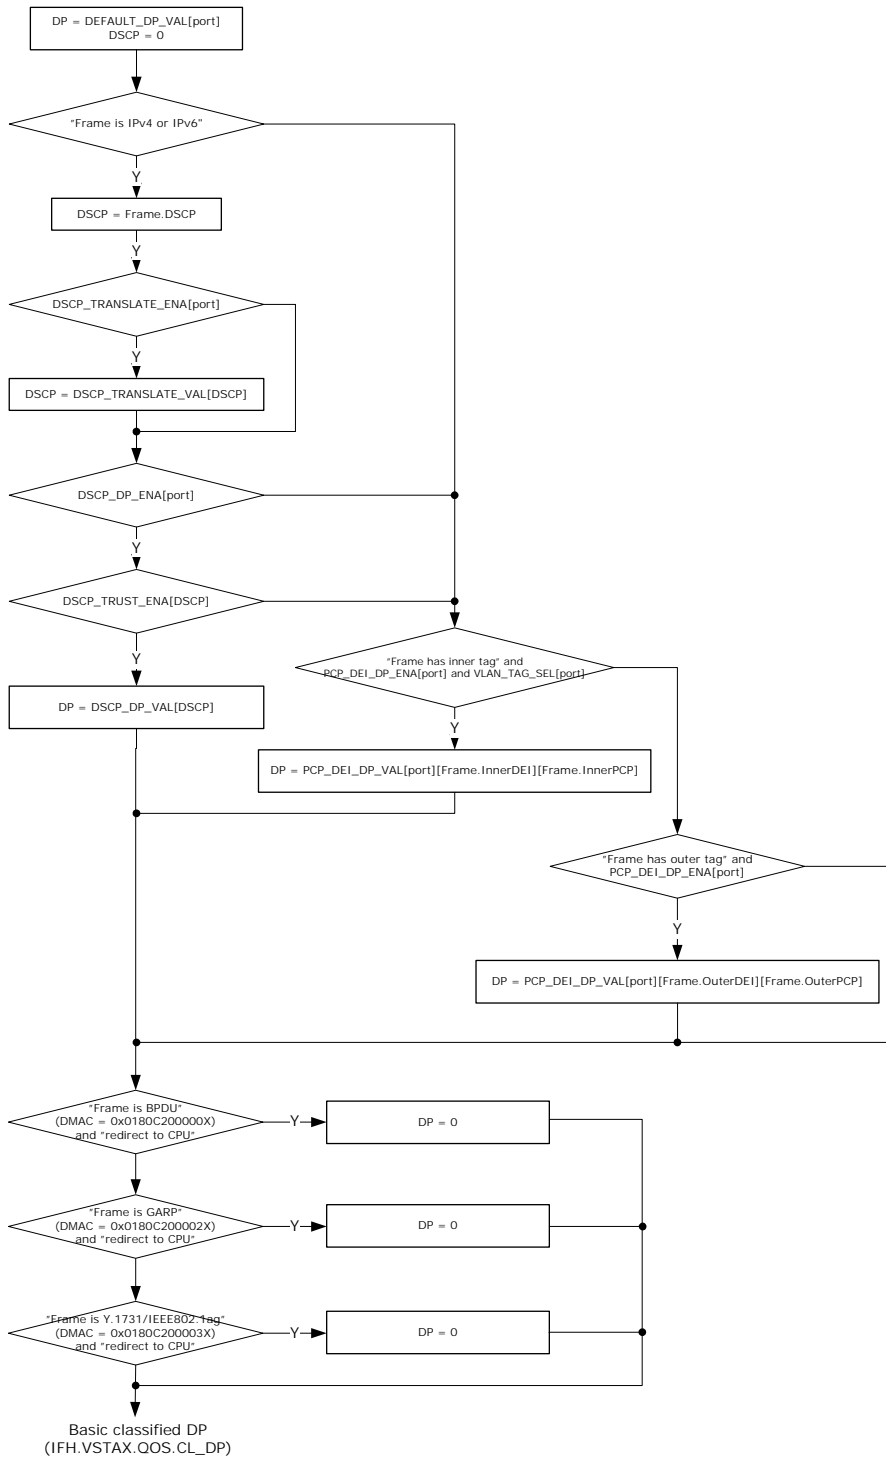 DP = DEFAULT_DP_VAL[port]
DSCP = 0
"Frame is IPv4 or IPv6"
Y
DSCP = Frame.DSCP
Y
DSCP_TRANSLATE_ENA[port]
Y
DSCP = DSCP_TRANSLATE_VAL[DSCP]
DSCP_DP_ENA[port]
Y
DSCP_TRUST_ENA[DSCP]
Y
"Frame has inner tag" and
PCP_DEI_DP_ENA[port] and VLAN_TAG_SEL[port]
DP = DSCP_DP_VAL[DSCP]
Y
DP = PCP_DEI_DP_VAL[port][Frame.InnerDEI][Frame.InnerPCP]
"Frame has outer tag" and
PCP_DEI_DP_ENA[port]
Y
DP = PCP_DEI_DP_VAL[port][Frame.OuterDEI][Frame.OuterPCP]
"Frame is BPDU"
(DMAC = 0x0180C200000X)
and "redirect to CPU"
Y
DP = 0
"Frame is GARP"
(DMAC = 0x0180C200002X)
and "redirect to CPU"
Y
DP = 0
"Frame is Y.1731/IEEE802.1ag"
(DMAC = 0x0180C200003X)
and "redirect to CPU"
Y
DP = 0
Basic classified DP
(IFH.VSTAX.QOS.CL_DP)